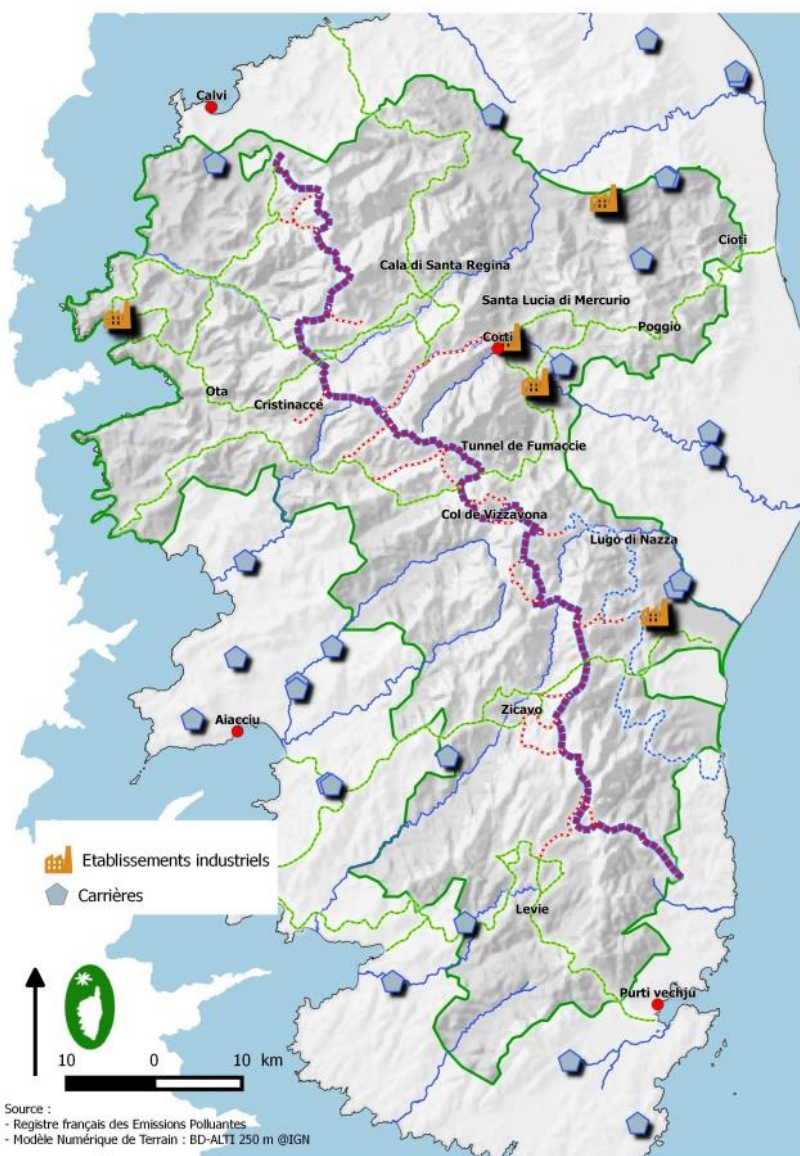 Calvi
Cioti
Cala di Santa Regina
Santa Lucia di Mercurio
Poggio
Corti
Ota
Cristinacce
Tunnel de Fumaccie
Col de Vizzavona
Lugo di Nazza
Zicavo
Aiacciu
Etablissements industriels
Carrières
Levie
Purti vechju
10 0 10 km
Source :
- Registre français des Emissions Polluantes
- Modèle Numérique de Terrain : BD-ALTI 250 m @IGN